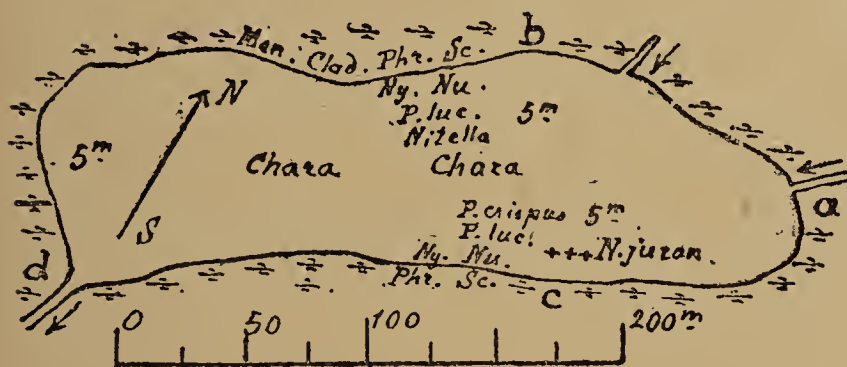 Men. Clad. Phr. Sc. b
Ny. Nu.
P. luc.
Nitella
5m
5m
N
S
Chara Chara
P. crispus 5m
P. luc.
+++ N. juran.
Ny. Nu.
Phr. Sc.
a
c
d
0 50 100 200m